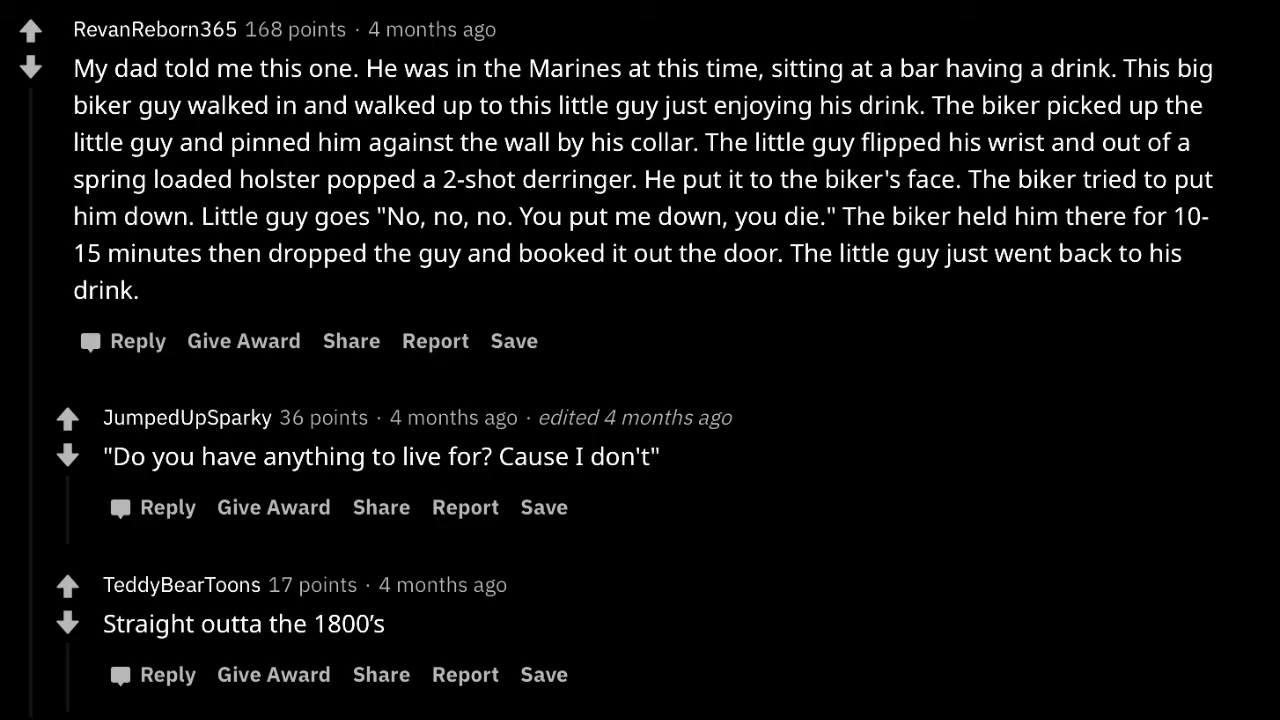 RevanReborn365 168 points · 4 months ago
My dad told me this one. He was in the Marines at this time, sitting at a bar having a drink. This big
biker guy walked in and walked up to this little guy just enjoying his drink. The biker picked up the
little guy and pinned him against the wall by his collar. The little guy flipped his wrist and out of a
spring loaded holster popped a 2-shot derringer. He put it to the biker's face. The biker tried to put
him down. Little guy goes "No, no, no. You put me down, you die." The biker held him there for 10-
15 minutes then dropped the guy and booked it out the door. The little guy just went back to his
drink.
Reply Give Award Share Report Save
JumpedUpSparky 36 points · 4 months ago · edited 4 months ago
"Do you have anything to live for? Cause I don't"
Reply Give Award Share Report Save
TeddyBearToons 17 points · 4 months ago
Straight outta the 1800’s
Reply Give Award Share Report Save